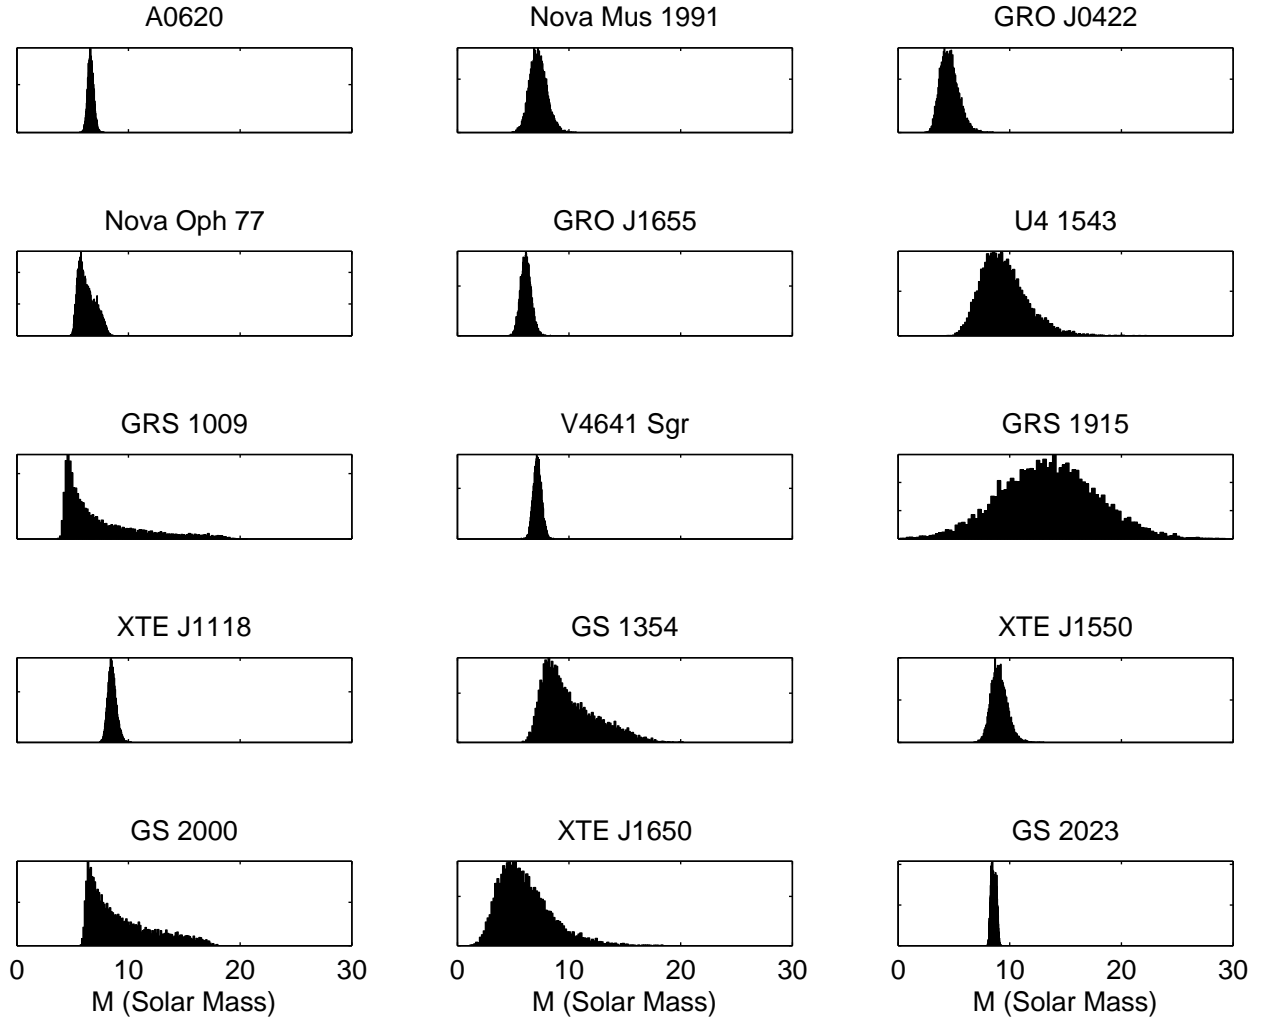 A0620 Nova Mus 1991 GRO J0422
Nova Oph 77 GRO J1655 U4 1543
GRS 1009 V4641 Sgr GRS 1915
XTE J1118 GS 1354 XTE J1550
GS 2000 XTE J1650 GS 2023
0 10 20 30 0 10 20 30 0 10 20 30
M (Solar Mass) M (Solar Mass) M (Solar Mass)